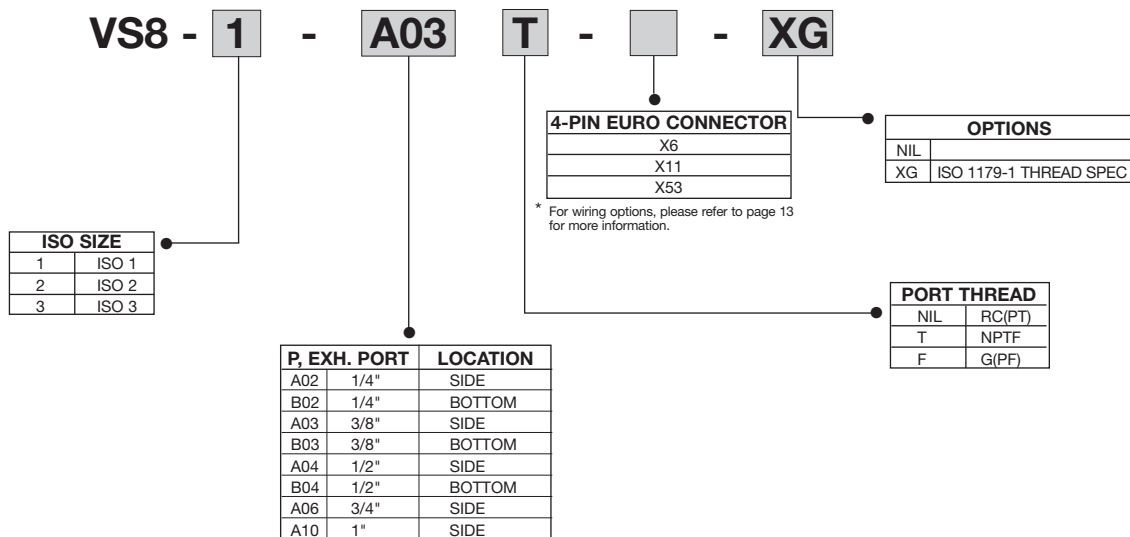 VS8 - 1 - A03 T - - XG
4-PIN EURO CONNECTOR
X6
X11
X53
* For wiring options, please refer to page 13
for more information.
OPTIONS
NIL
XG ISO 1179-1 THREAD SPEC
ISO SIZE
1 ISO 1
2 ISO 2
3 ISO 3
PORT THREAD
NIL RC(PT)
T NPTF
F G(PF)
P, EXH. PORT LOCATION
A02 1/4" SIDE
B02 1/4" BOTTOM
A03 3/8" SIDE
B03 3/8" BOTTOM
A04 1/2" SIDE
B04 1/2" BOTTOM
A06 3/4" SIDE
A10 1" SIDE